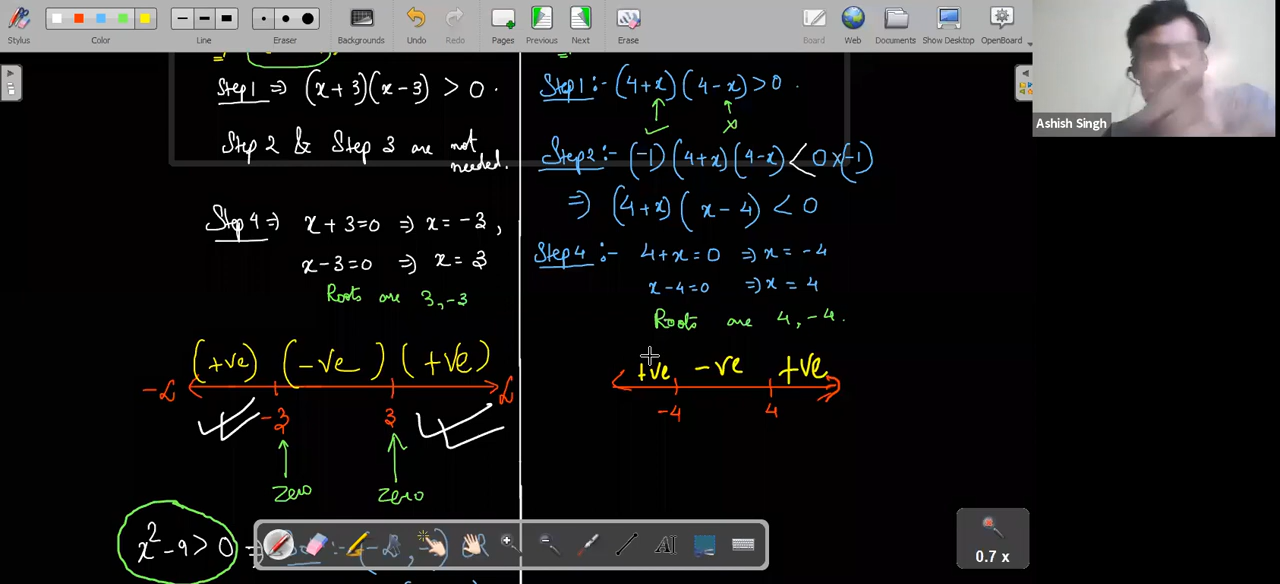 Stylus Color Line Eraser Backgrounds Undo Redo Pages Previous Next Erase Board Web Documents Show Desktop OpenBoard
Ashish Singh
Step 1 ⇒ (x+3)(x-3) > 0.
Step 2 & Step 3 are not needed.
Step 4 ⇒ x+3=0 ⇒ x = -3,
x-3=0 ⇒ x = 3
Roots are 3, -3
(+ve) (-ve) (+ve)
-3 3
Zero Zero
x²-9>0 ⇒
Step 1 :- (4+x)(4-x)>0.
Step 2 :- (-1)(4+x)(4-x) < 0×(-1)
⇒ (4+x)(x-4) < 0
Step 4 :- 4+x=0 ⇒ x = -4
x-4=0 ⇒ x = 4
Roots are 4, -4.
+ve -ve +ve
-4 4
0.7 x